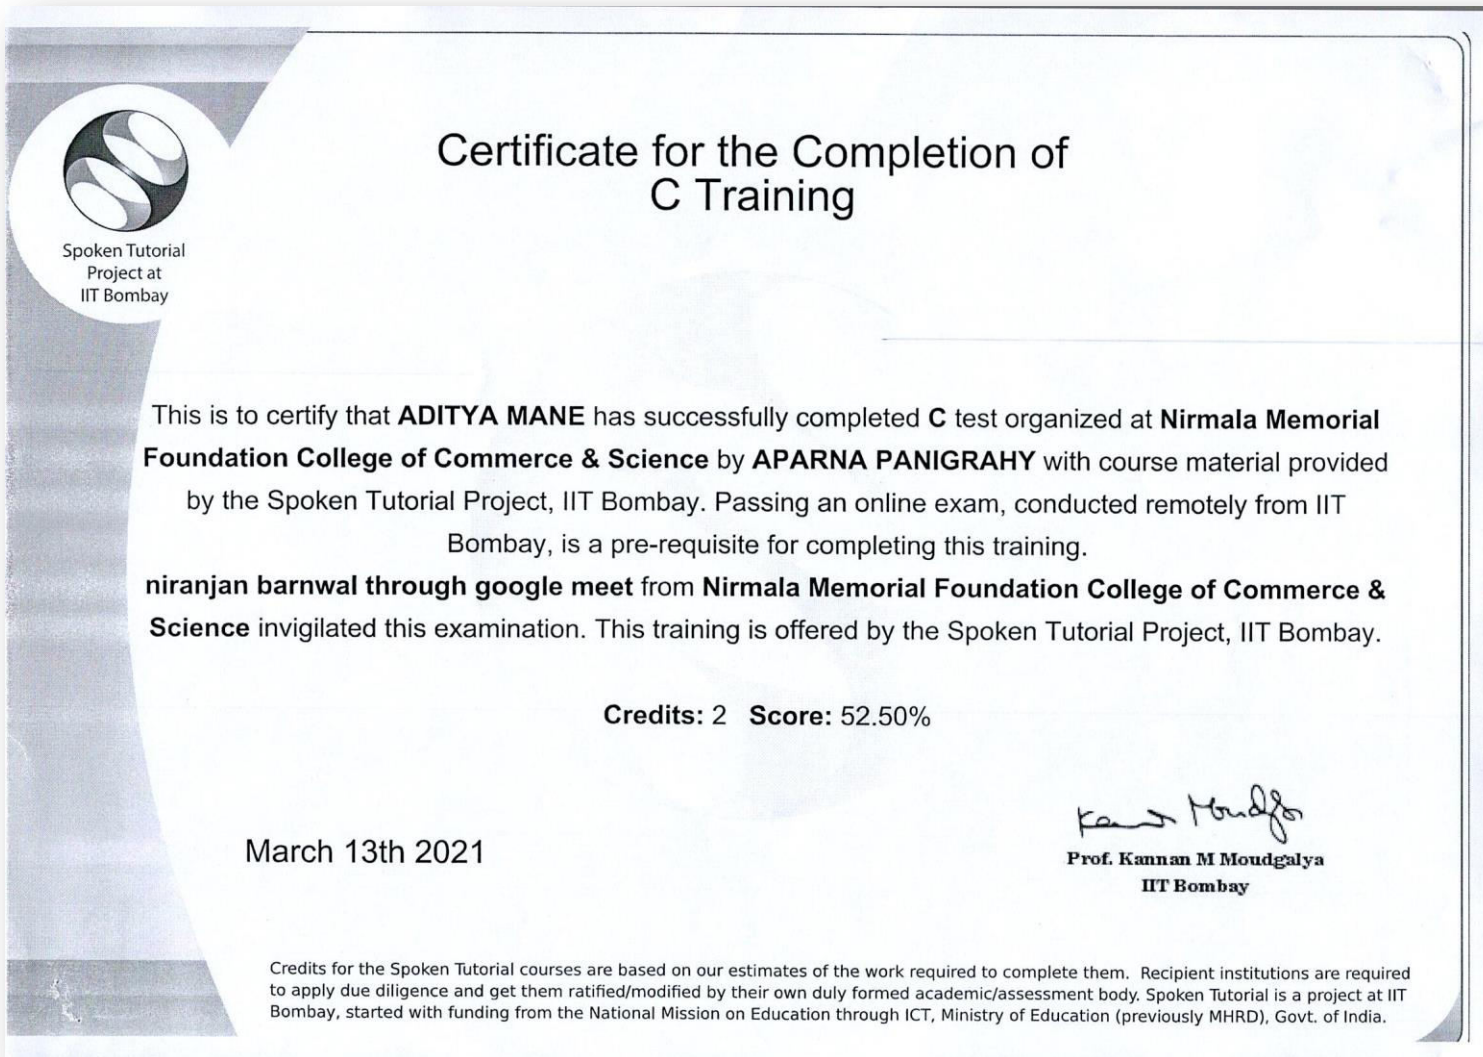 Certificate for the Completion of
C Training
Spoken Tutorial
Project at
IIT Bombay
This is to certify that ADITYA MANE has successfully completed C test organized at Nirmala Memorial
Foundation College of Commerce & Science by APARNA PANIGRAHY with course material provided
by the Spoken Tutorial Project, IIT Bombay. Passing an online exam, conducted remotely from IIT
Bombay, is a pre-requisite for completing this training.
niranjan barnwal through google meet from Nirmala Memorial Foundation College of Commerce &
Science invigilated this examination. This training is offered by the Spoken Tutorial Project, IIT Bombay.
Credits: 2 Score: 52.50%
March 13th 2021
Prof. Kannan M Moudgalya
IIT Bombay
Credits for the Spoken Tutorial courses are based on our estimates of the work required to complete them. Recipient institutions are required
to apply due diligence and get them ratified/modified by their own duly formed academic/assessment body. Spoken Tutorial is a project at IIT
Bombay, started with funding from the National Mission on Education through ICT, Ministry of Education (previously MHRD), Govt. of India.